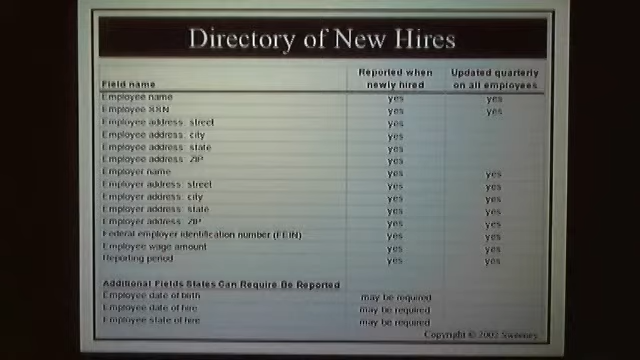 Directory of New Hires
Field name Reported when newly hired Updated quarterly on all employees
Employee name yes yes
Employee SSN yes yes
Employee address: street yes
Employee address: city yes
Employee address: state yes
Employee address: ZIP yes
Employer name yes yes
Employer address: street yes yes
Employer address: city yes yes
Employer address: state yes yes
Employer address: ZIP yes yes
Federal employer identification number (FEIN) yes yes
Employee wage amount yes yes
Reporting period yes yes
Additional Fields States Can Require Be Reported
Employee date of birth may be required
Employee date of hire may be required
Employee state of hire may be required
Copyright © 2002 Sweeney